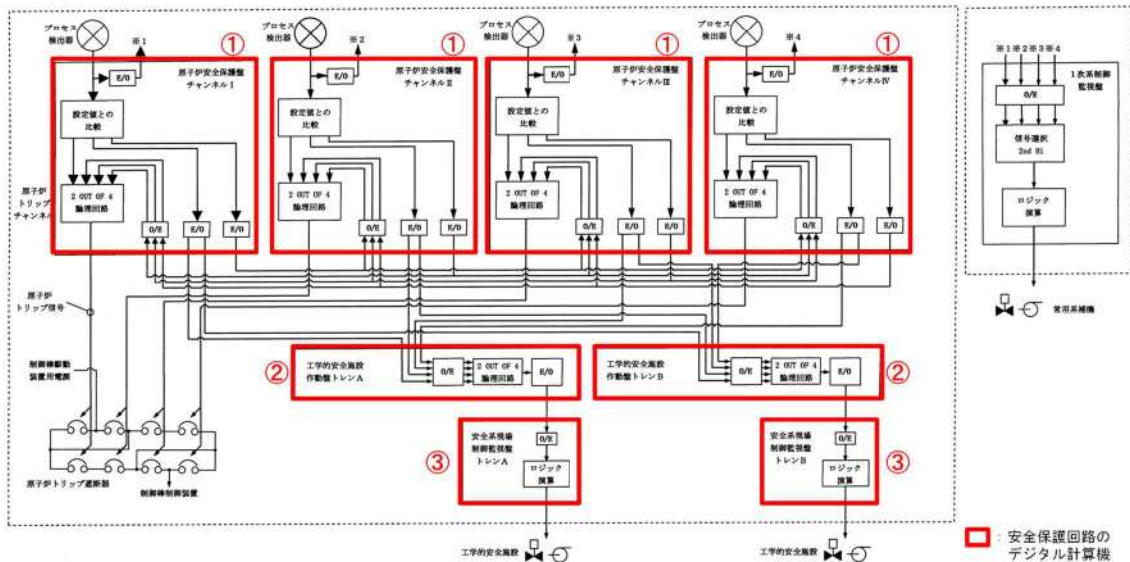 プロセス
検出器
※1
①
原子炉安全保護盤
チャンネルⅠ
E/O
設定値との
比較
2 OUT OF 4
論理回路
O/E
E/O
E/O
プロセス
検出器
※2
①
原子炉安全保護盤
チャンネルⅡ
E/O
設定値との
比較
2 OUT OF 4
論理回路
O/E
E/O
E/O
プロセス
検出器
※3
①
原子炉安全保護盤
チャンネルⅢ
E/O
設定値との
比較
2 OUT OF 4
論理回路
O/E
E/O
E/O
プロセス
検出器
※4
①
原子炉安全保護盤
チャンネルⅣ
E/O
設定値との
比較
2 OUT OF 4
論理回路
O/E
E/O
E/O
※1 ※2 ※3 ※4
1次系制御
監視盤
O/E
信号選択
2nd Hi
ロジック
演算
常用系補機
原子炉
トリップ
チャンネル
原子炉
トリップ信号
制御棒駆動
装置用電源
原子炉トリップ遮断器
制御棒制御装置
②
工学的安全施設
作動盤トレンA
O/E
2 OUT OF 4
論理回路
E/O
工学的安全施設
作動盤トレンB
O/E
2 OUT OF 4
論理回路
E/O
②
③
安全系現場
制御監視盤
トレンA
O/E
ロジック
演算
工学的安全施設
安全系現場
制御監視盤
トレンB
O/E
ロジック
演算
③
工学的安全施設
: 安全保護回路の
デジタル計算機